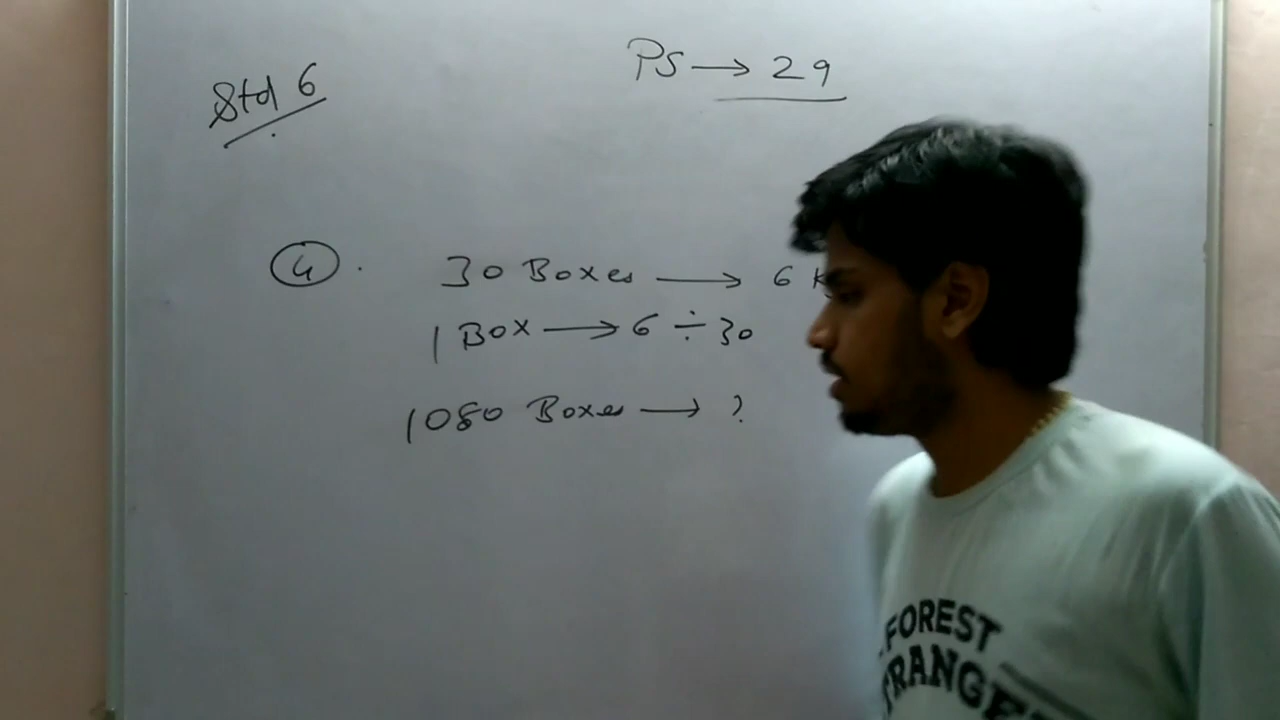 Std 6
PS → 29
4.
30 Boxes → 6 K
1 Box → 6 ÷ 30
1080 Boxes → ?
FOREST
RANGE